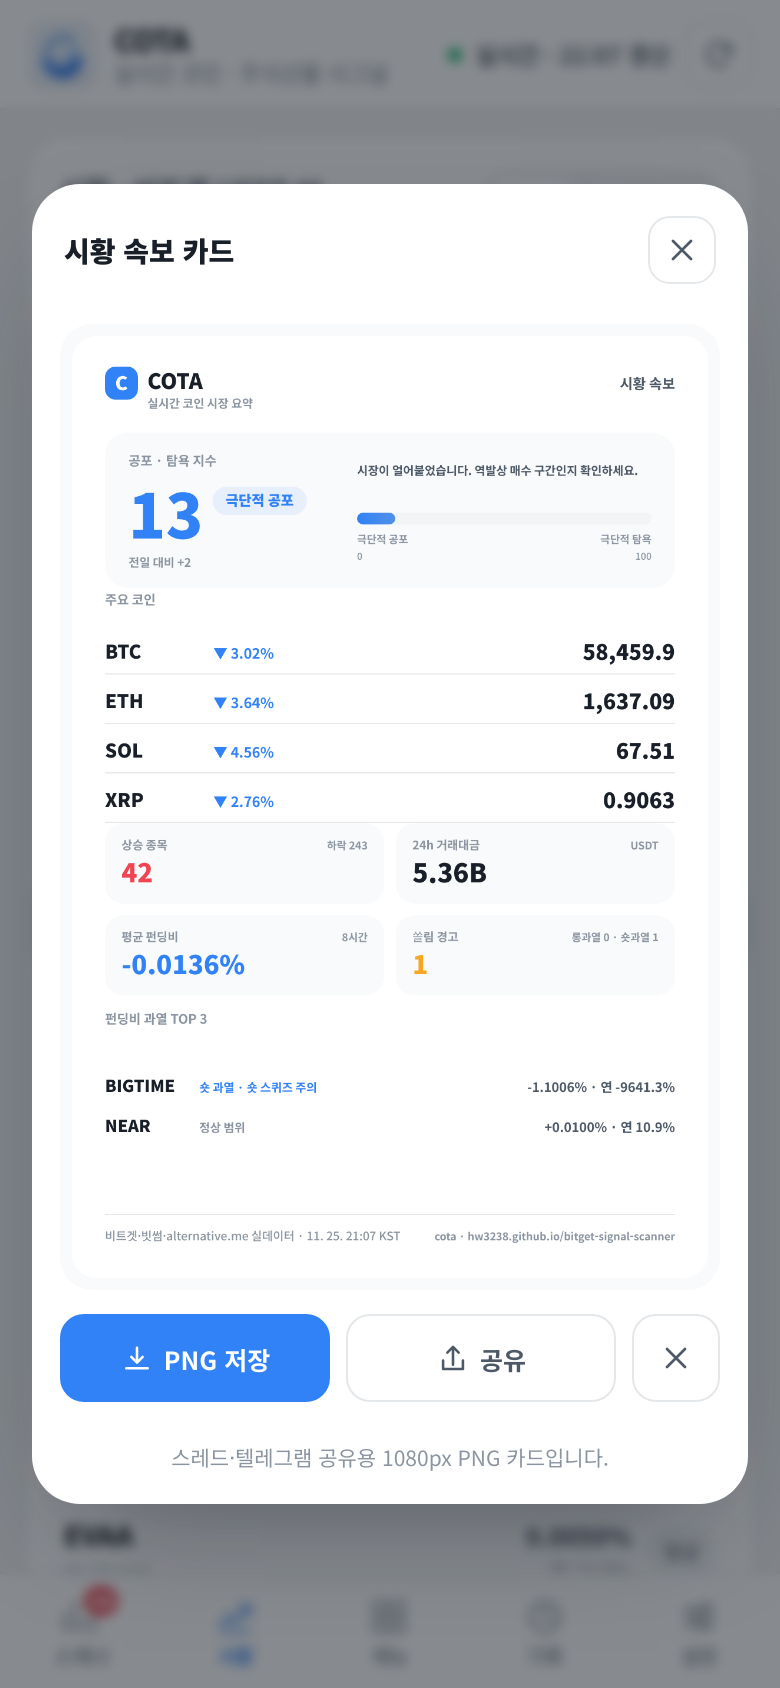 COTA
시황 속보 카드
C COTA
실시간 코인 시장 요약
시황 속보
공포 · 탐욕 지수
13 극단적 공포
전일 대비 +2
시장이 얼어붙었습니다. 역발상 매수 구간인지 확인하세요.
극단적 공포 극단적 탐욕
0 100
주요 코인
BTC ▼ 3.02% 58,459.9
ETH ▼ 3.64% 1,637.09
SOL ▼ 4.56% 67.51
XRP ▼ 2.76% 0.9063
상승 종목 하락 243
42
24h 거래대금 USDT
5.36B
평균 펀딩비 8시간
-0.0136%
쏠림 경고 롱과열 0 · 숏과열 1
1
펀딩비 과열 TOP 3
BIGTIME 숏 과열 · 숏 스퀴즈 주의 -1.1006% · 연 -9641.3%
NEAR 정상 범위 +0.0100% · 연 10.9%
비트겟·빗썸·alternative.me 실데이터 · 11. 25. 21:07 KST
cota · hw3238.github.io/bitget-signal-scanner
PNG 저장
공유
스레드·텔레그램 공유용 1080px PNG 카드입니다.
EVAA